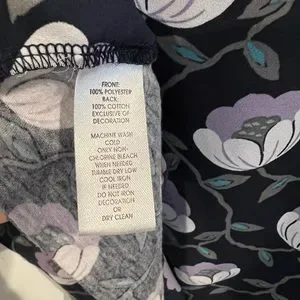 FRONT:
100% POLYESTER
BACK:
100% COTTON
EXCLUSIVE OF
DECORATION
MACHINE WASH
COLD
ONLY NON-
CHLORINE BLEACH
WHEN NEEDED
TUMBLE DRY LOW
COOL IRON
IF NEEDED
DO NOT IRON
DECORATION
OR
DRY CLEAN